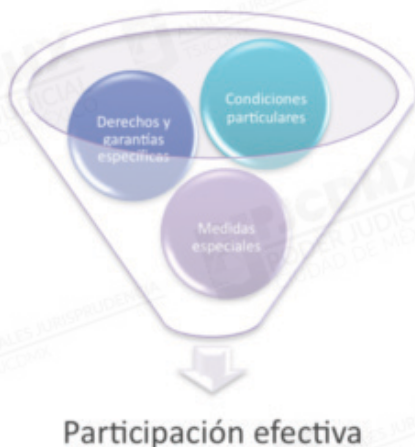 Condiciones
particulares
Derechos y
garantías
específicas
Medidas
especiales
Participación efectiva